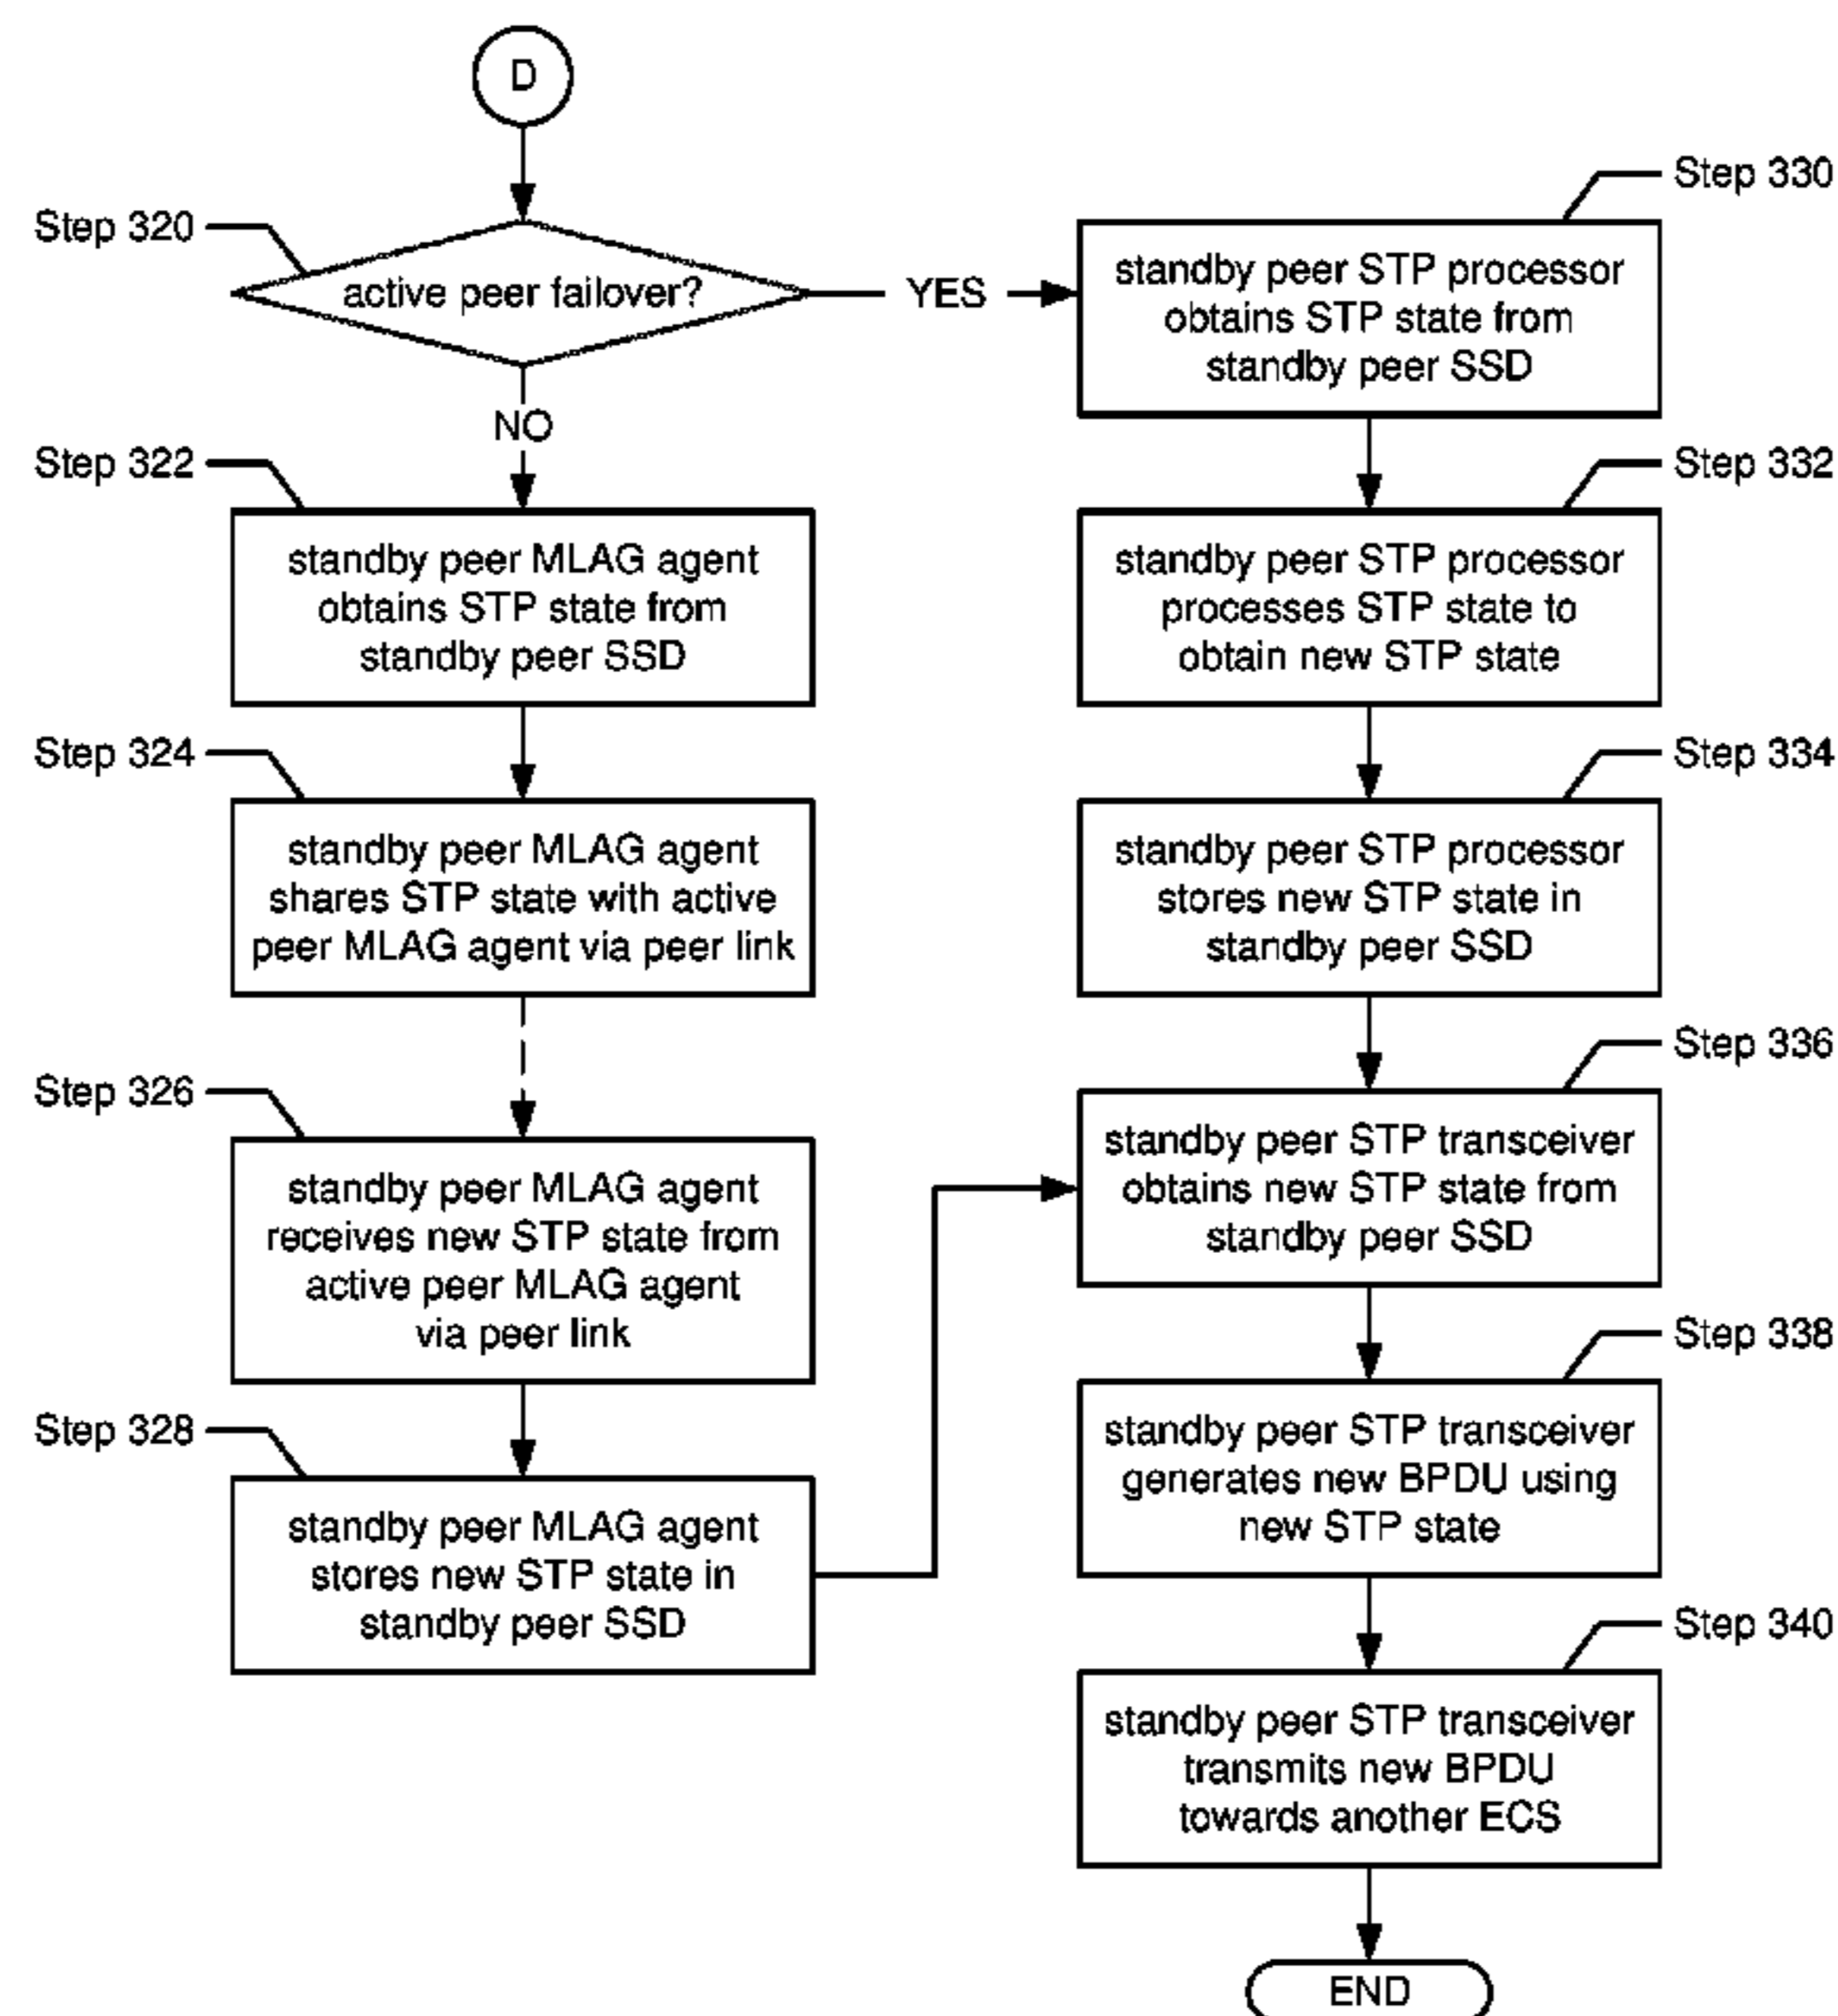 D
Step 320
active peer failover?
YES
NO
Step 322
standby peer MLAG agent
obtains STP state from
standby peer SSD
Step 324
standby peer MLAG agent
shares STP state with active
peer MLAG agent via peer link
Step 326
standby peer MLAG agent
receives new STP state from
active peer MLAG agent
via peer link
Step 328
standby peer MLAG agent
stores new STP state in
standby peer SSD
Step 330
standby peer STP processor
obtains STP state from
standby peer SSD
Step 332
standby peer STP processor
processes STP state to
obtain new STP state
Step 334
standby peer STP processor
stores new STP state in
standby peer SSD
Step 336
standby peer STP transceiver
obtains new STP state from
standby peer SSD
Step 338
standby peer STP transceiver
generates new BPDU using
new STP state
Step 340
standby peer STP transceiver
transmits new BPDU
towards another ECS
END